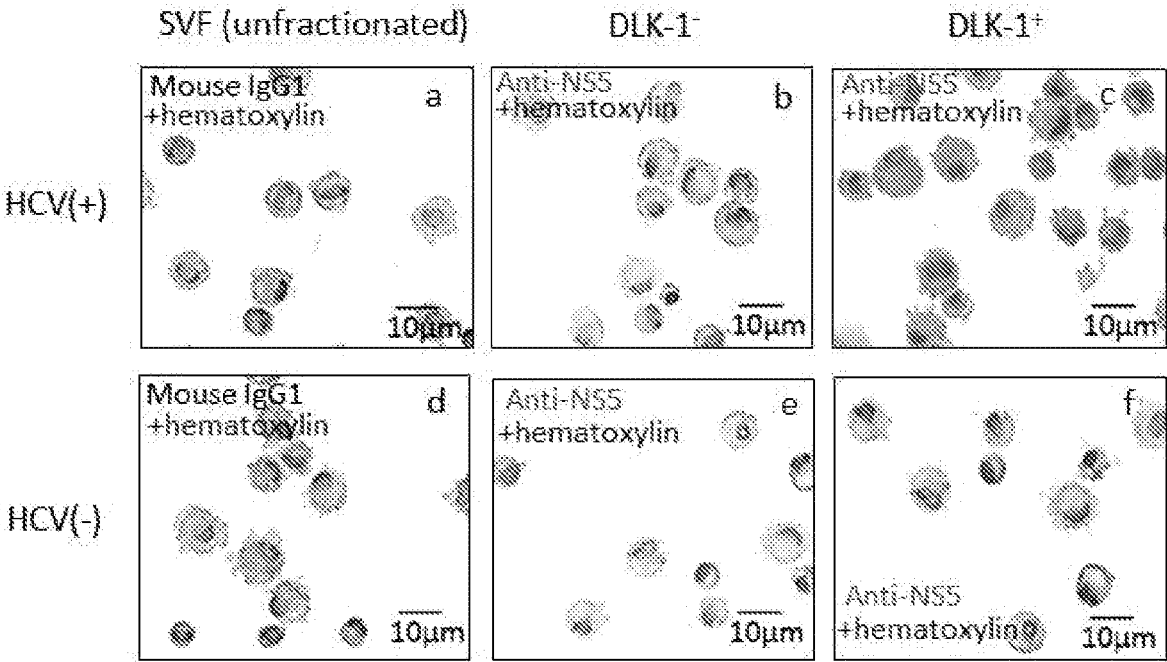 SVF (unfractionated) DLK-1⁻ DLK-1⁺
Mouse IgG1
+hematoxylin
a
Anti-NS5
+hematoxylin
b
Anti-NS5
+hematoxylin
c
HCV(+)
10μm
10μm
10μm
Mouse IgG1
+hematoxylin
d
Anti-NS5
+hematoxylin
e
f
HCV(-)
10μm
10μm
Anti-NS5
+hematoxylin
10μm